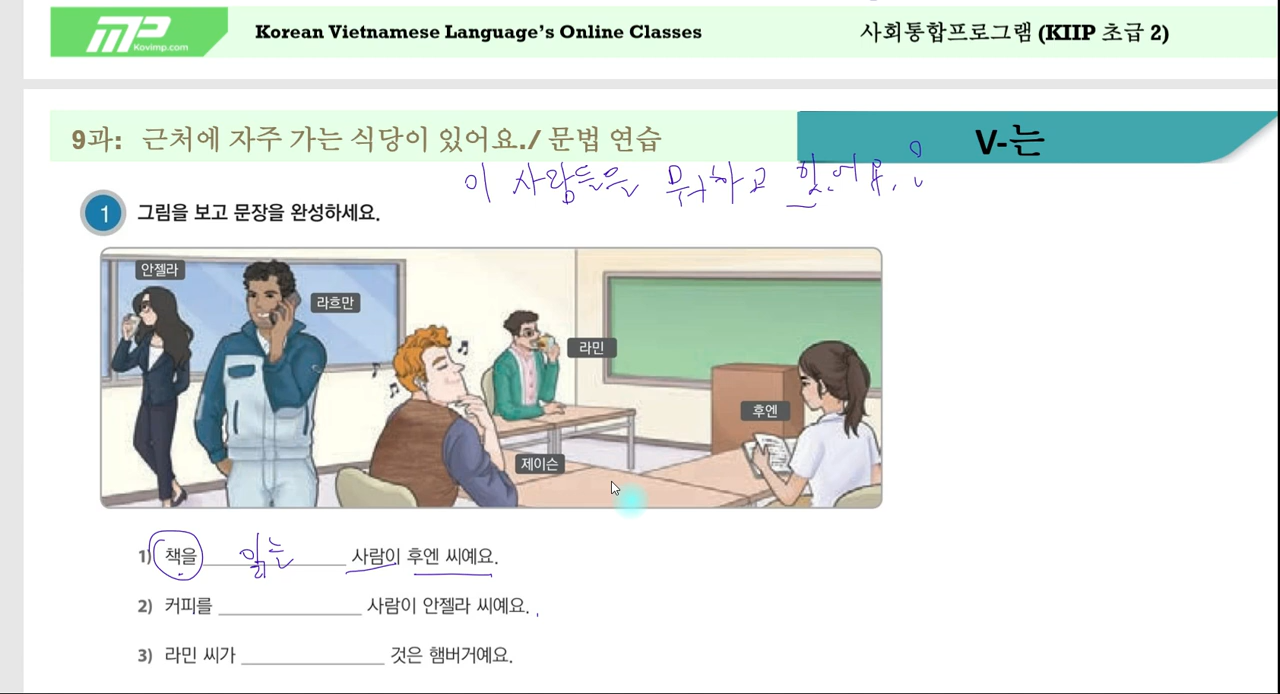 MP Kovimp.com Korean Vietnamese Language's Online Classes 사회통합프로그램 (KIIP 초급 2)
9과: 근처에 자주 가는 식당이 있어요./ 문법 연습 V-는
이 사람들은 뭐하고 있어요?
1 그림을 보고 문장을 완성하세요.
안젤라
라흐만
라민
후엔
제이슨
1) 책을 읽는 사람이 후엔 씨예요.
2) 커피를 ______________ 사람이 안젤라 씨예요.
3) 라민 씨가 ______________ 것은 햄버거예요.